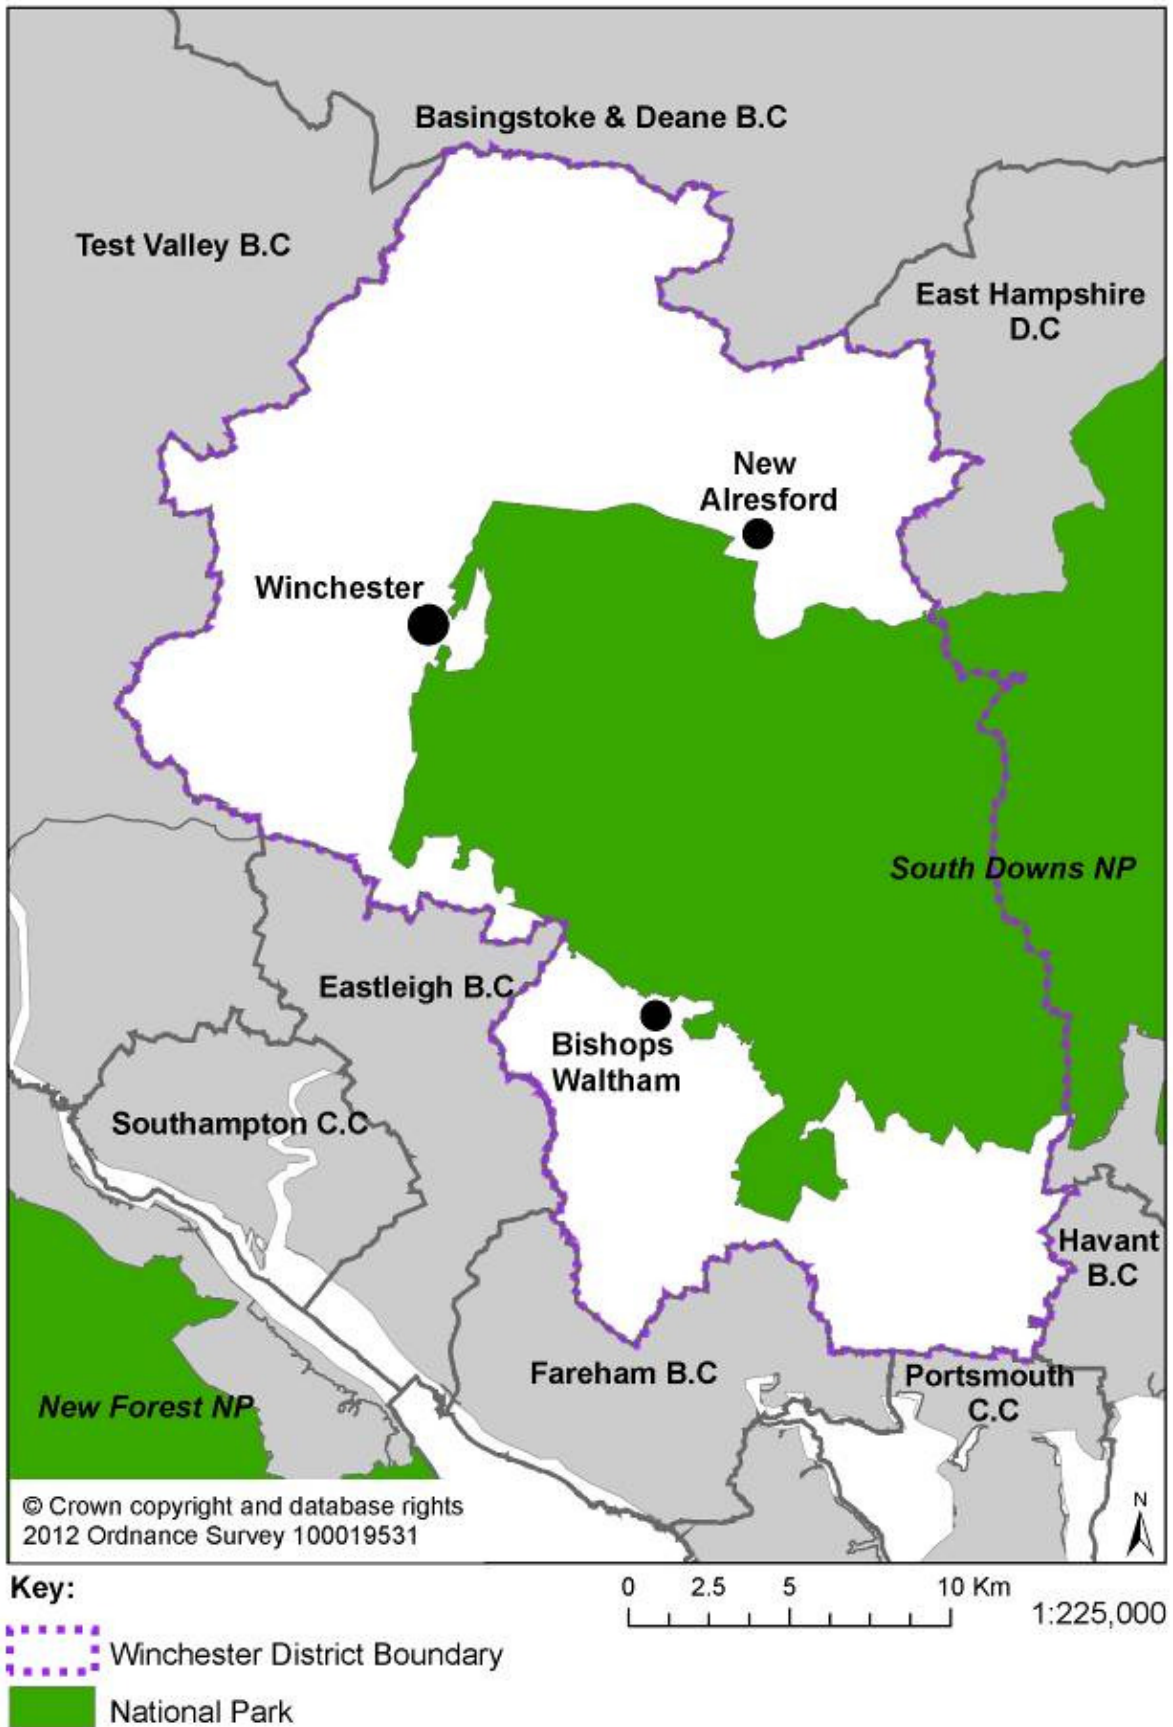 Basingstoke & Deane B.C
Test Valley B.C
East Hampshire
D.C
New
Alresford
Winchester
South Downs NP
Eastleigh B.C
Bishops
Waltham
Southampton C.C
Havant
B.C
Fareham B.C
Portsmouth
C.C
New Forest NP
© Crown copyright and database rights
2012 Ordnance Survey 100019531
N
Key:
0 2.5 5 10 Km
1:225,000
Winchester District Boundary
National Park